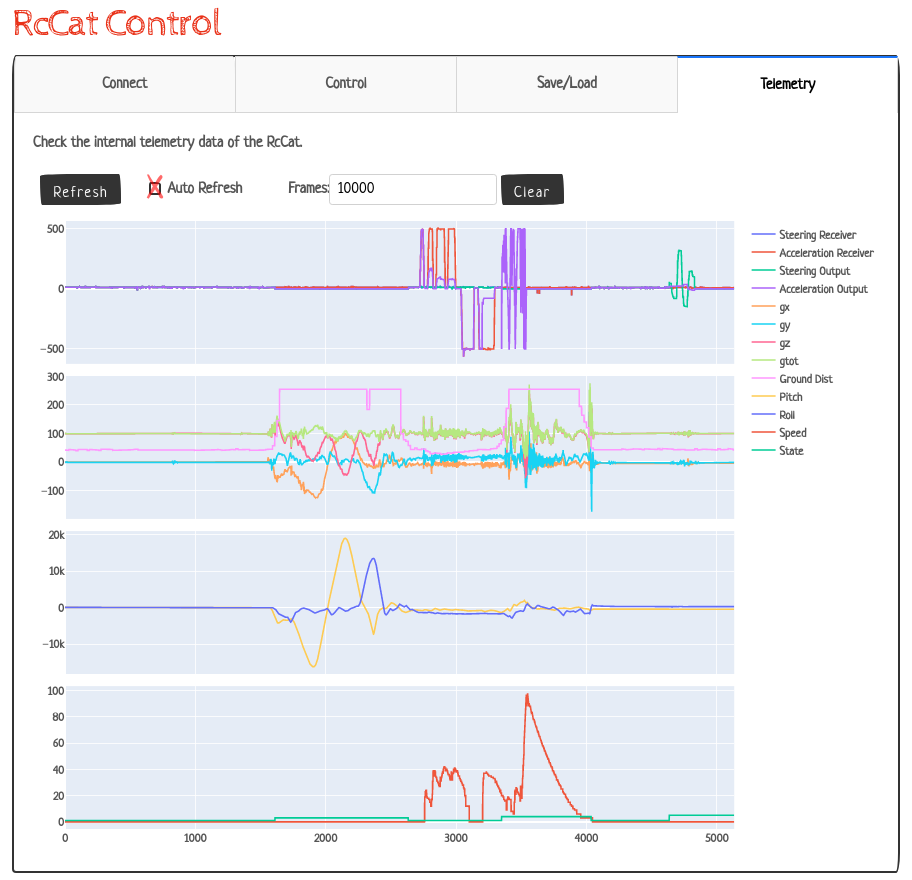 RcCat Control
Connect Control Save/Load Telemetry
Check the internal telemetry data of the RcCat.
Refresh Auto Refresh Frames: 10000 Clear
500
0
−500
300
200
100
0
−100
20k
10k
0
−10k
100
80
60
40
20
0
0 1000 2000 3000 4000 5000
Steering Receiver
Acceleration Receiver
Steering Output
Acceleration Output
gx
gy
gz
gtot
Ground Dist
Pitch
Roll
Speed
State